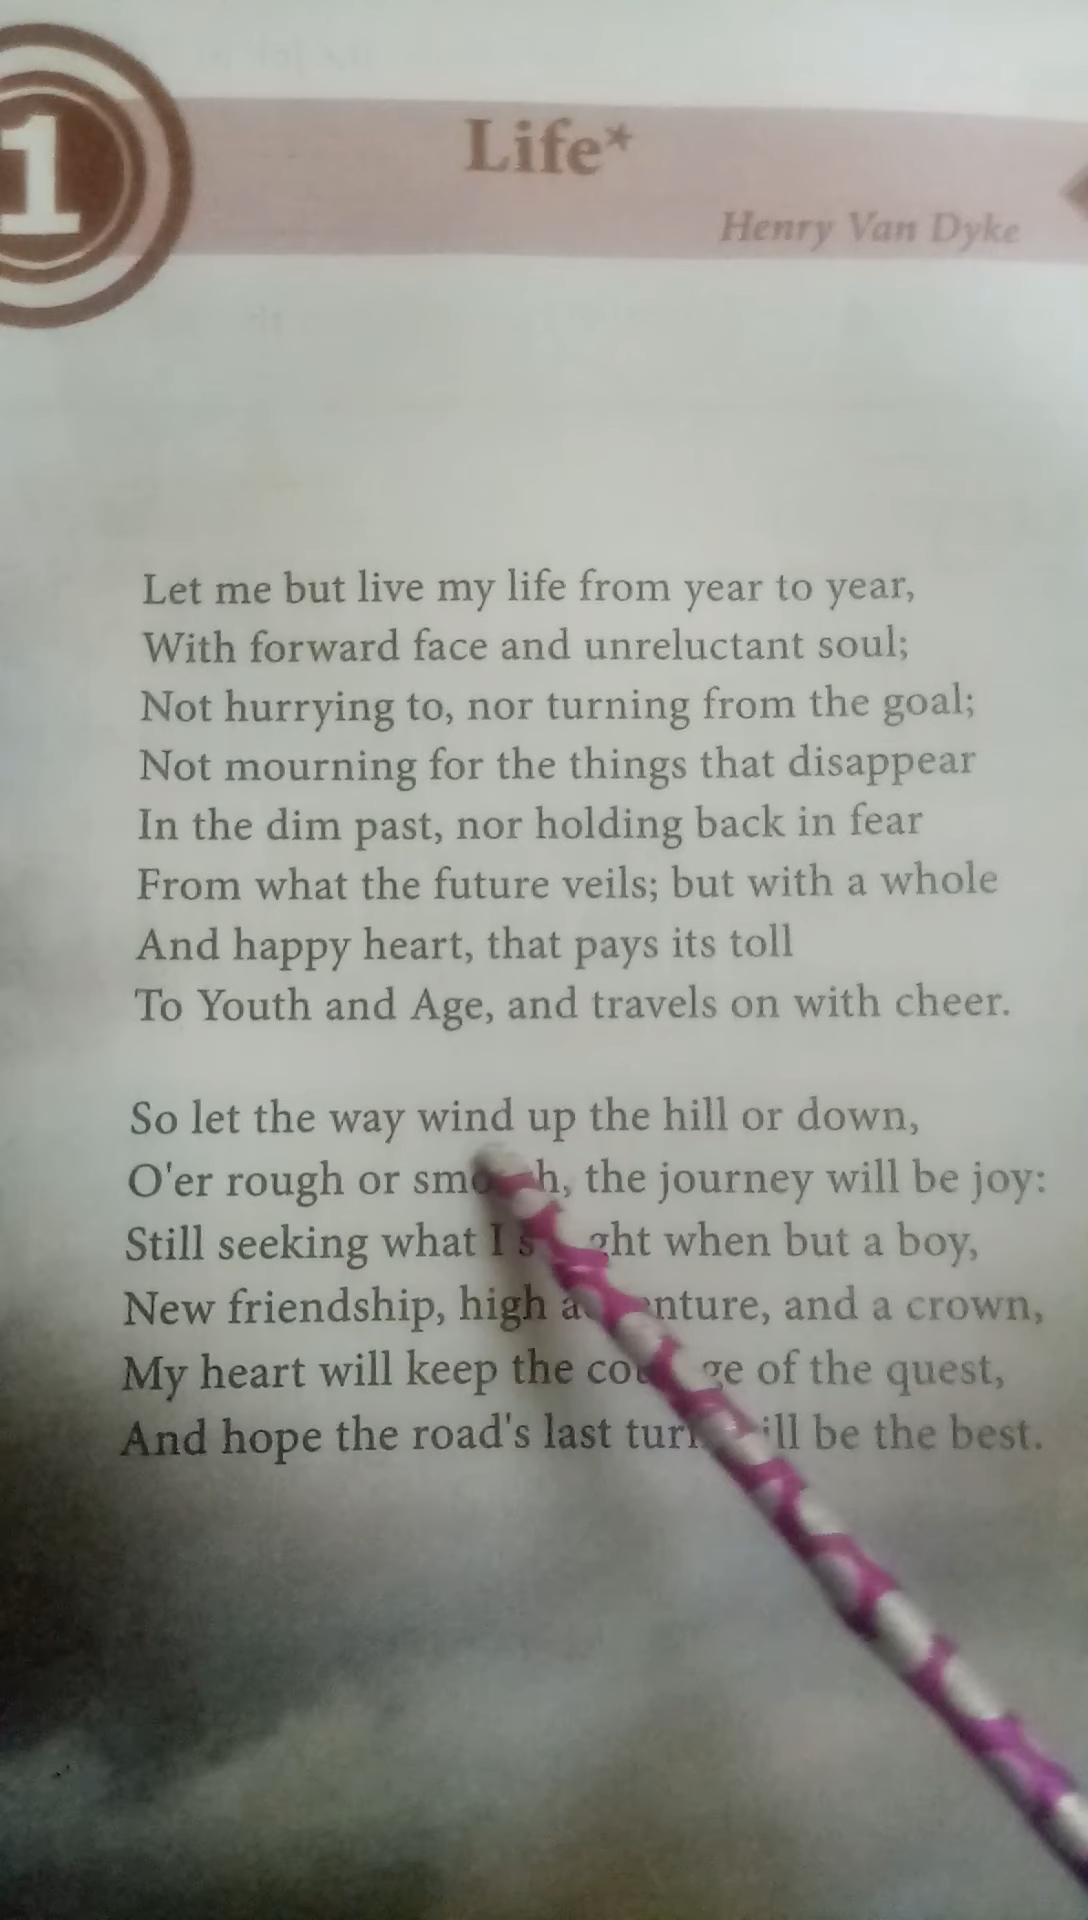 1
Life*
Henry Van Dyke
Let me but live my life from year to year,
With forward face and unreluctant soul;
Not hurrying to, nor turning from the goal;
Not mourning for the things that disappear
In the dim past, nor holding back in fear
From what the future veils; but with a whole
And happy heart, that pays its toll
To Youth and Age, and travels on with cheer.
So let the way wind up the hill or down,
O'er rough or smooth, the journey will be joy:
Still seeking what I sought when but a boy,
New friendship, high adventure, and a crown,
My heart will keep the courage of the quest,
And hope the road's last turn will be the best.